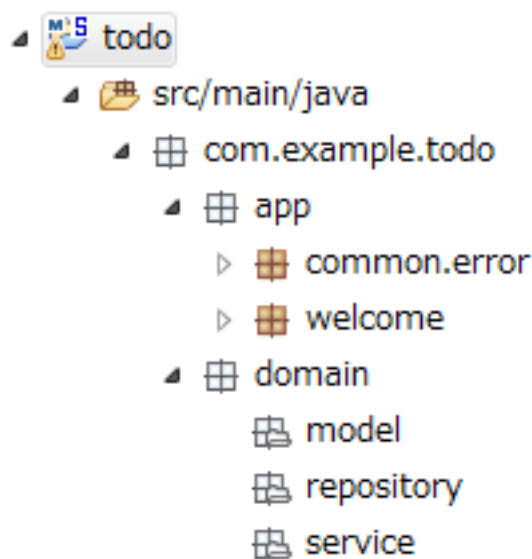 todo
src/main/java
com.example.todo
app
common.error
welcome
domain
model
repository
service